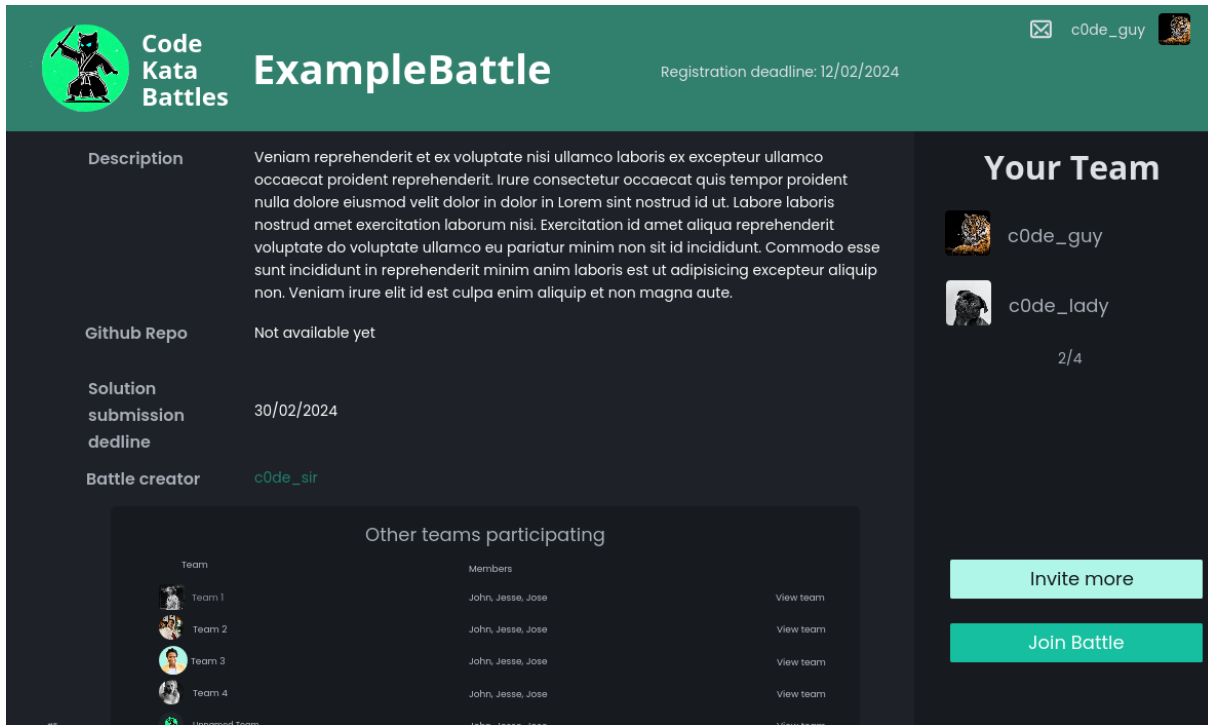 Code
Kata
Battles
ExampleBattle
Registration deadline: 12/02/2024
c0de_guy
Description
Veniam reprehenderit et ex voluptate nisi ullamco laboris ex excepteur ullamco
occaecat proident reprehenderit. Irure consectetur occaecat quis tempor proident
nulla dolore eiusmod velit dolor in dolor in Lorem sint nostrud id ut. Labore laboris
nostrud amet exercitation laborum nisi. Exercitation id amet aliqua reprehenderit
voluptate do voluptate ullamco eu pariatur minim non sit id incididunt. Commodo esse
sunt incididunt in reprehenderit minim anim laboris est ut adipisicing excepteur aliquip
non. Veniam irure elit id est culpa enim aliquip et non magna aute.
Github Repo
Not available yet
Solution
submission
dedline
30/02/2024
Battle creator
c0de_sir
Other teams participating
Team Members
Team 1 John, Jesse, Jose View team
Team 2 John, Jesse, Jose View team
Team 3 John, Jesse, Jose View team
Team 4 John, Jesse, Jose View team
Unnamed Team John, Jesse, Jose View team
Your Team
c0de_guy
c0de_lady
2/4
Invite more
Join Battle